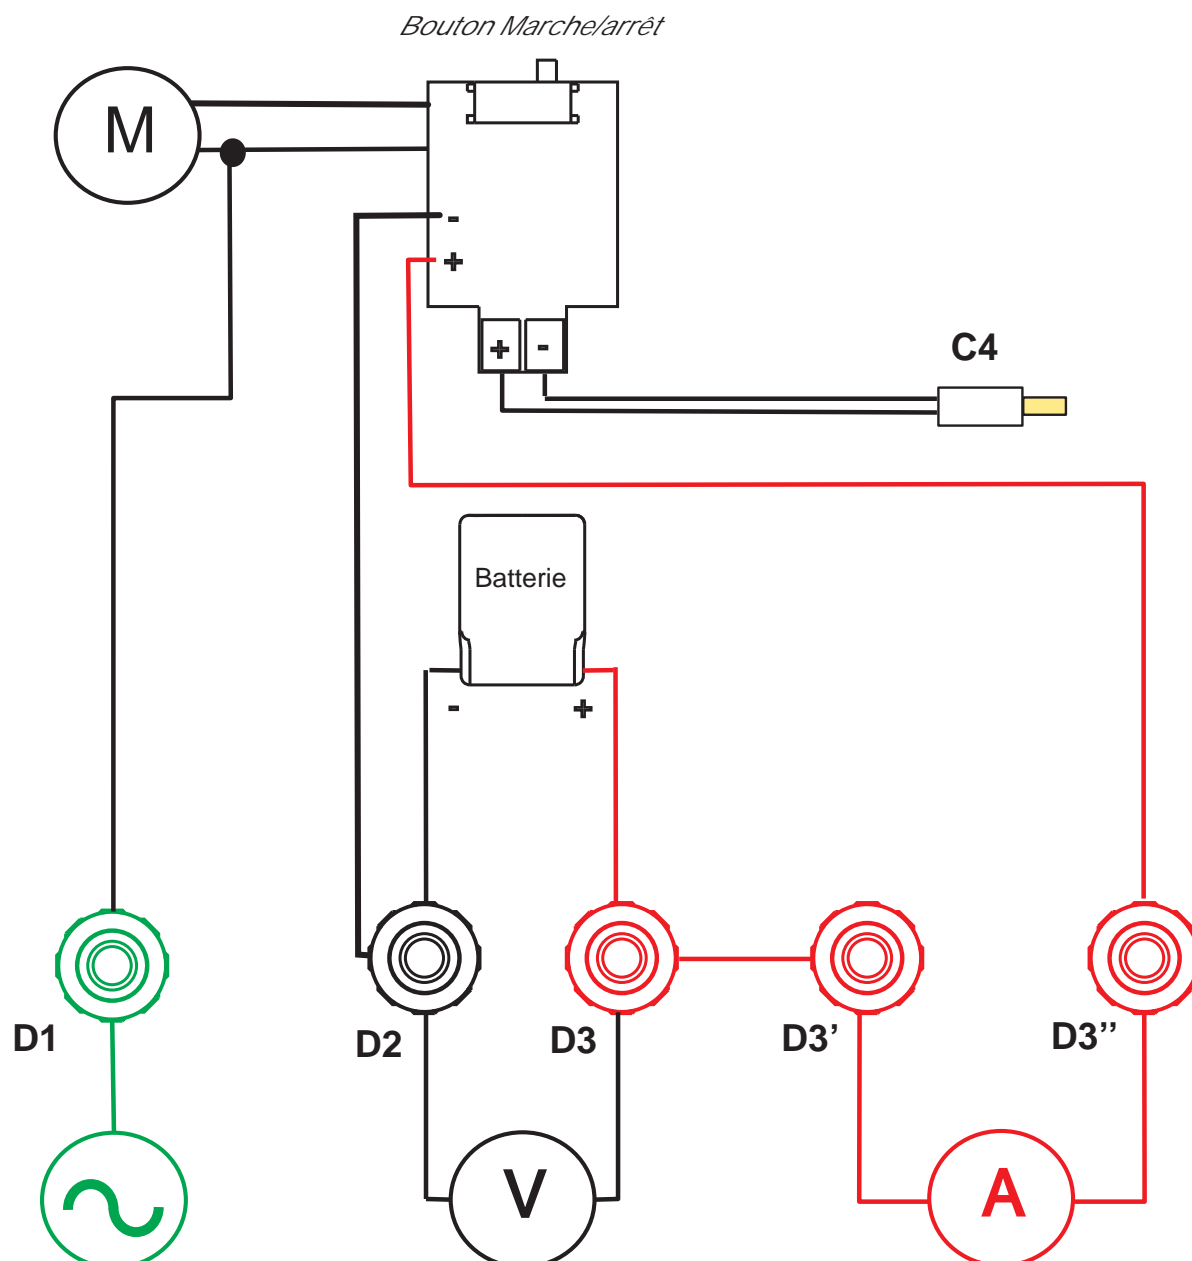 Bouton Marche/arrêt
M
-
+
+ -
C4
Batterie
- +
D1
D2
D3
D3’
D3’’
V
A